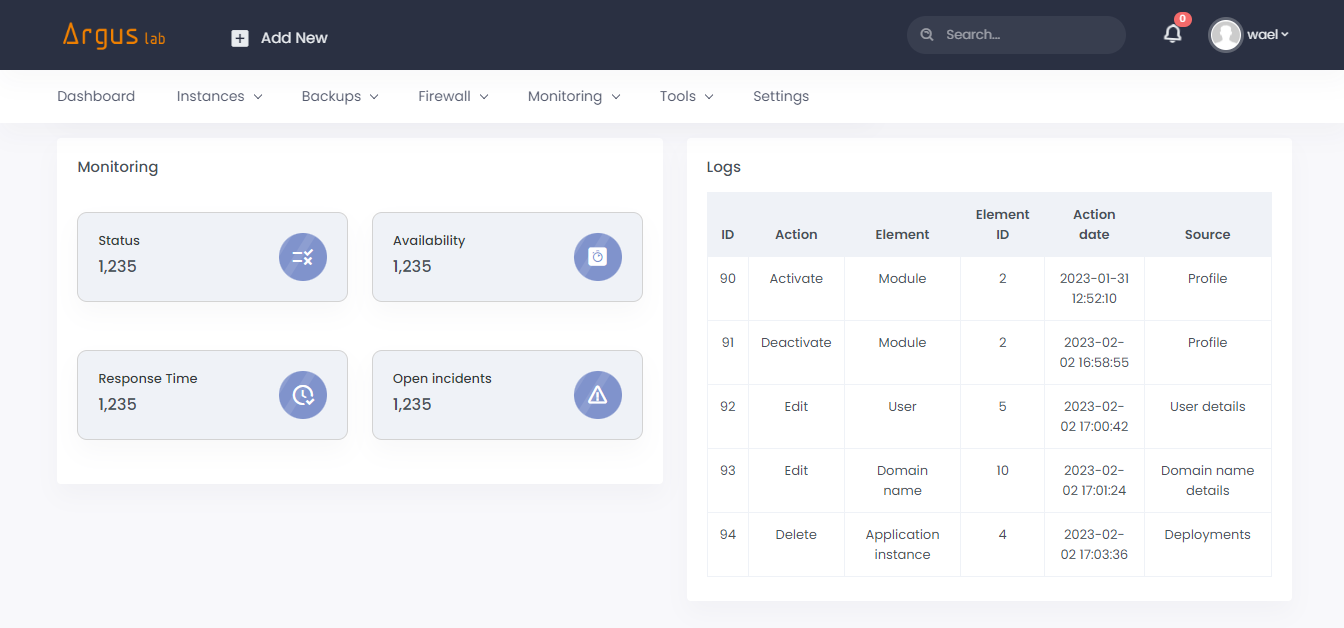 Argus lab
Add New
Search...
0
wael
Dashboard
Instances
Backups
Firewall
Monitoring
Tools
Settings
Monitoring
Status
1,235
Availability
1,235
Response Time
1,235
Open incidents
1,235
Logs
ID Action Element Element ID Action date Source
90 Activate Module 2 2023-01-31 12:52:10 Profile
91 Deactivate Module 2 2023-02-02 16:58:55 Profile
92 Edit User 5 2023-02-02 17:00:42 User details
93 Edit Domain name 10 2023-02-02 17:01:24 Domain name details
94 Delete Application instance 4 2023-02-02 17:03:36 Deployments